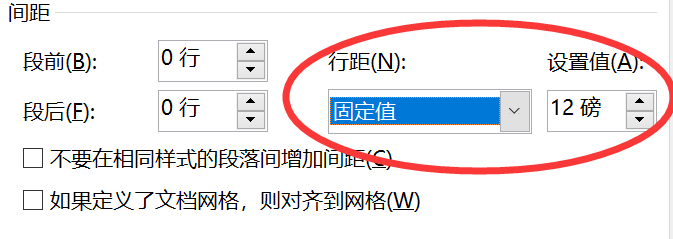 间距
段前(B): 0 行 行距(N): 设置值(A):
段后(F): 0 行 固定值 12 磅
不要在相同样式的段落间增加间距(C)
如果定义了文档网格，则对齐到网格(W)